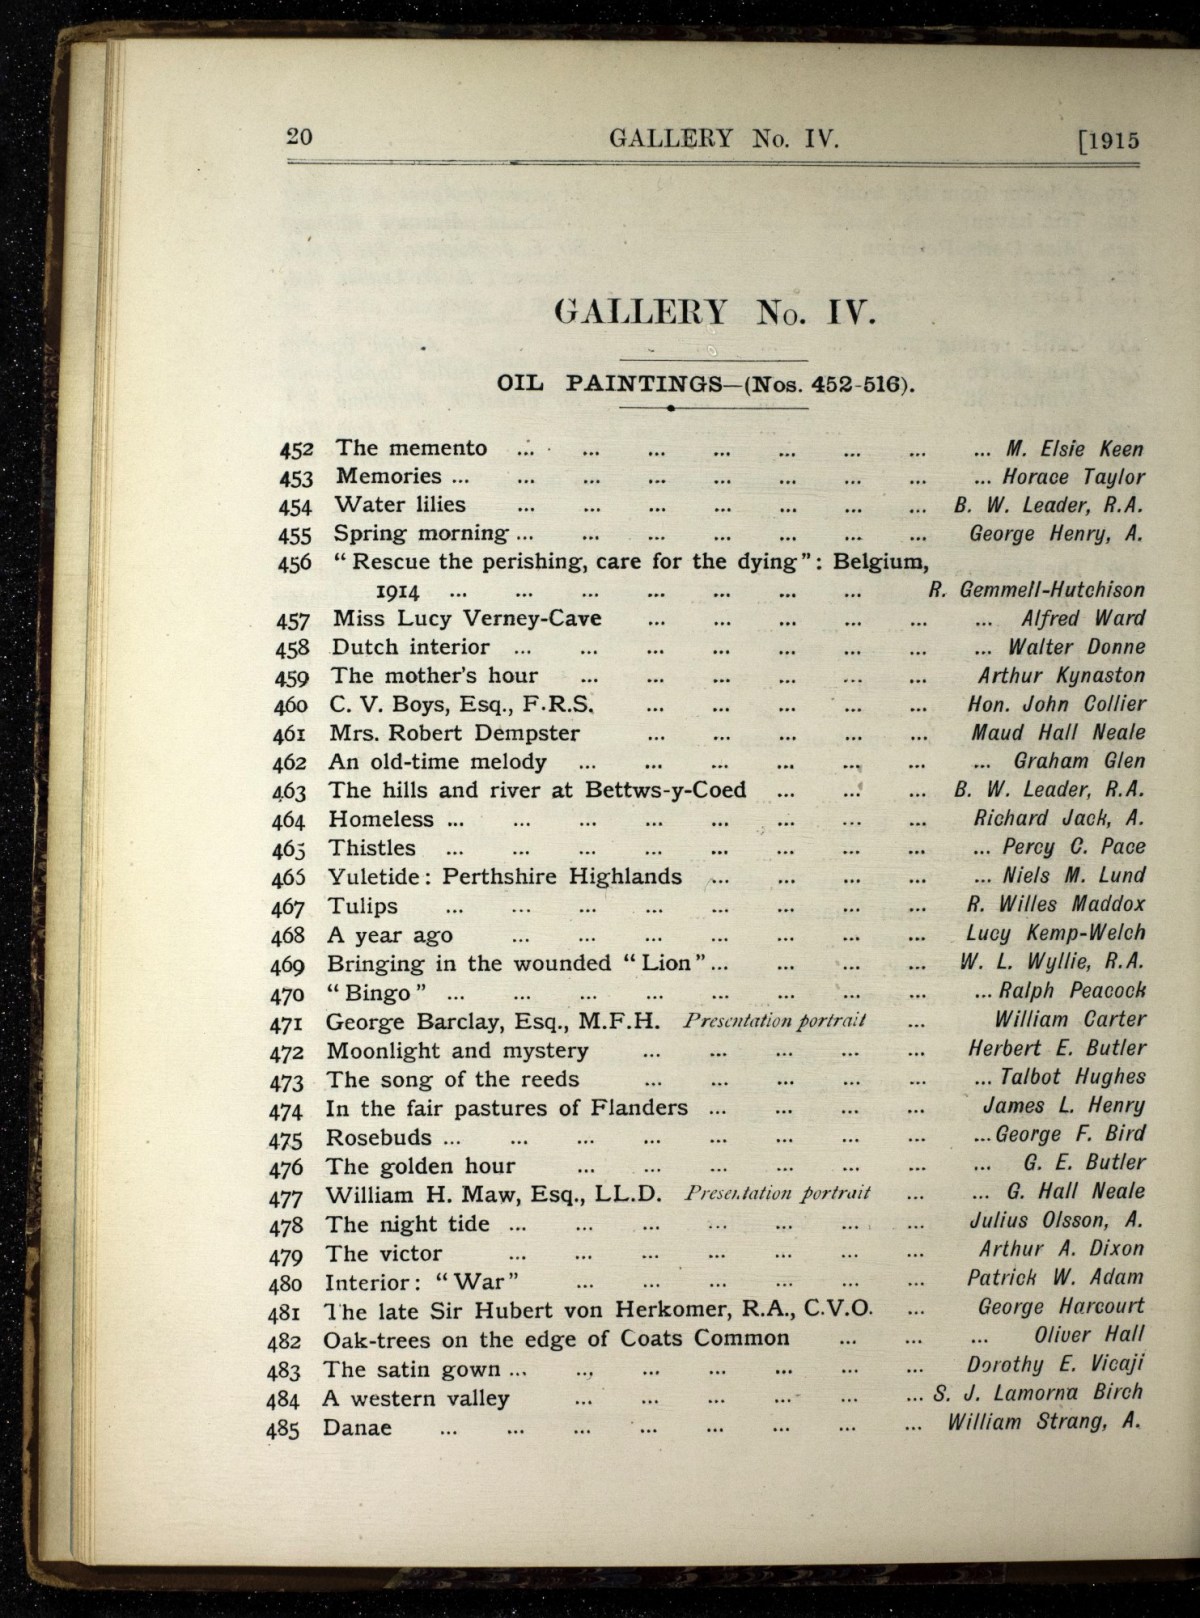 20 GALLERY No. IV. [1915
GALLERY No. IV.
OIL PAINTINGS—(Nos. 452-516).
452 The memento ... ... ... ... ... ... ... ... M. Elsie Keen
453 Memories ... ... ... ... ... ... ... ... ... Horace Taylor
454 Water lilies ... ... ... ... ... ... ... B. W. Leader, R.A.
455 Spring morning ... ... ... ... ... ... ... George Henry, A.
456 “ Rescue the perishing, care for the dying ” : Belgium,
1914 ... ... ... ... ... ... ... R. Gemmell-Hutchison
457 Miss Lucy Verney-Cave ... ... ... ... ... ... Alfred Ward
458 Dutch interior ... ... ... ... ... ... ... ... Walter Donne
459 The mother’s hour ... ... ... ... ... ... Arthur Kynaston
460 C. V. Boys, Esq., F.R.S. ... ... ... ... ... Hon. John Collier
461 Mrs. Robert Dempster ... ... ... ... ... Maud Hall Neale
462 An old-time melody ... ... ... ... ... ... ... Graham Glen
463 The hills and river at Bettws-y-Coed ... ... ... B. W. Leader, R.A.
464 Homeless ... ... ... ... ... ... ... ... Richard Jack, A.
465 Thistles ... ... ... ... ... ... ... ... ... Percy C. Pace
466 Yuletide : Perthshire Highlands ... ... ... ... ... Niels M. Lund
467 Tulips ... ... ... ... ... ... ... ... R. Willes Maddox
468 A year ago ... ... ... ... ... ... ... Lucy Kemp-Welch
469 Bringing in the wounded “ Lion ” ... ... ... ... W. L. Wyllie, R.A.
470 “ Bingo ” ... ... ... ... ... ... ... ... ... Ralph Peacock
471 George Barclay, Esq., M.F.H. Presentation portrait ... William Carter
472 Moonlight and mystery ... ... ... ... ... Herbert E. Butler
473 The song of the reeds ... ... ... ... ... ... Talbot Hughes
474 In the fair pastures of Flanders ... ... ... ... James L. Henry
475 Rosebuds ... ... ... ... ... ... ... ... ... George F. Bird
476 The golden hour ... ... ... ... ... ... ... G. E. Butler
477 William H. Maw, Esq., LL.D. Presentation portrait ... ... G. Hall Neale
478 The night tide ... ... ... ... ... ... ... Julius Olsson, A.
479 The victor ... ... ... ... ... ... ... Arthur A. Dixon
480 Interior : “ War ” ... ... ... ... ... ... Patrick W. Adam
481 The late Sir Hubert von Herkomer, R.A., C.V.O. ... George Harcourt
482 Oak-trees on the edge of Coats Common ... ... ... Oliver Hall
483 The satin gown ... ... ... ... ... ... ... Dorothy E. Vicaji
484 A western valley ... ... ... ... ... ... S. J. Lamorna Birch
485 Danae ... ... ... ... ... ... ... ... William Strang, A.